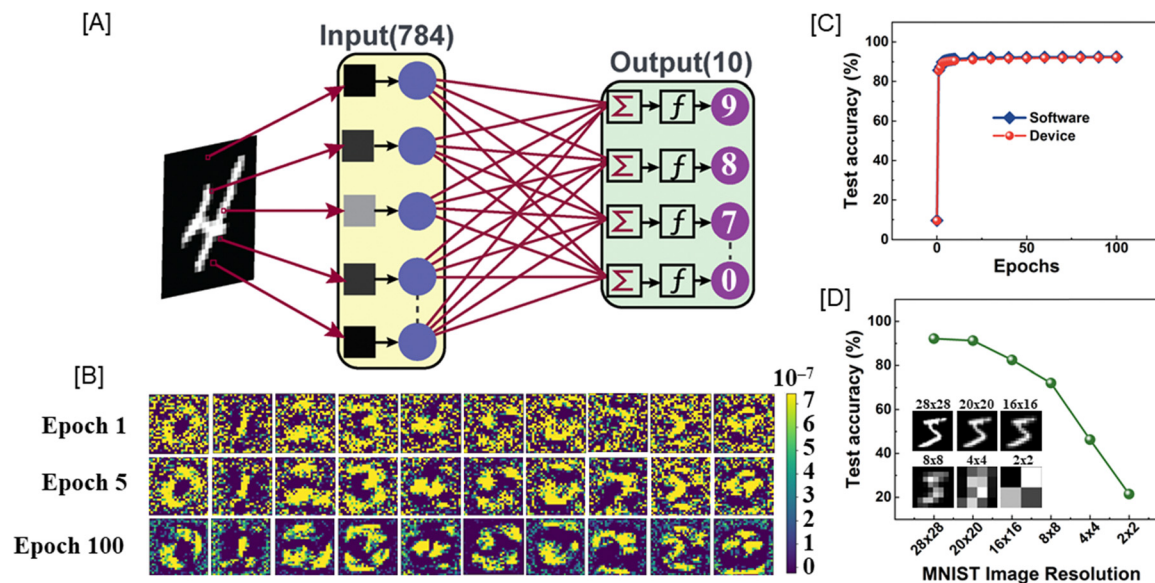 [A]
Input(784)
Output(10)
Σ f 9
Σ f 8
Σ f 7
Σ f 0
[B]
10⁻⁷
Epoch 1
Epoch 5
Epoch 100
7
6
5
4
3
2
1
0
[C]
Test accuracy (%)
100
80
60
40
20
0
Software
Device
0 50 100
Epochs
[D]
Test accuracy (%)
100
80
60
40
20
28x28 20x20 16x16
8x8 4x4 2x2
28x28 20x20 16x16 8x8 4x4 2x2
MNIST Image Resolution